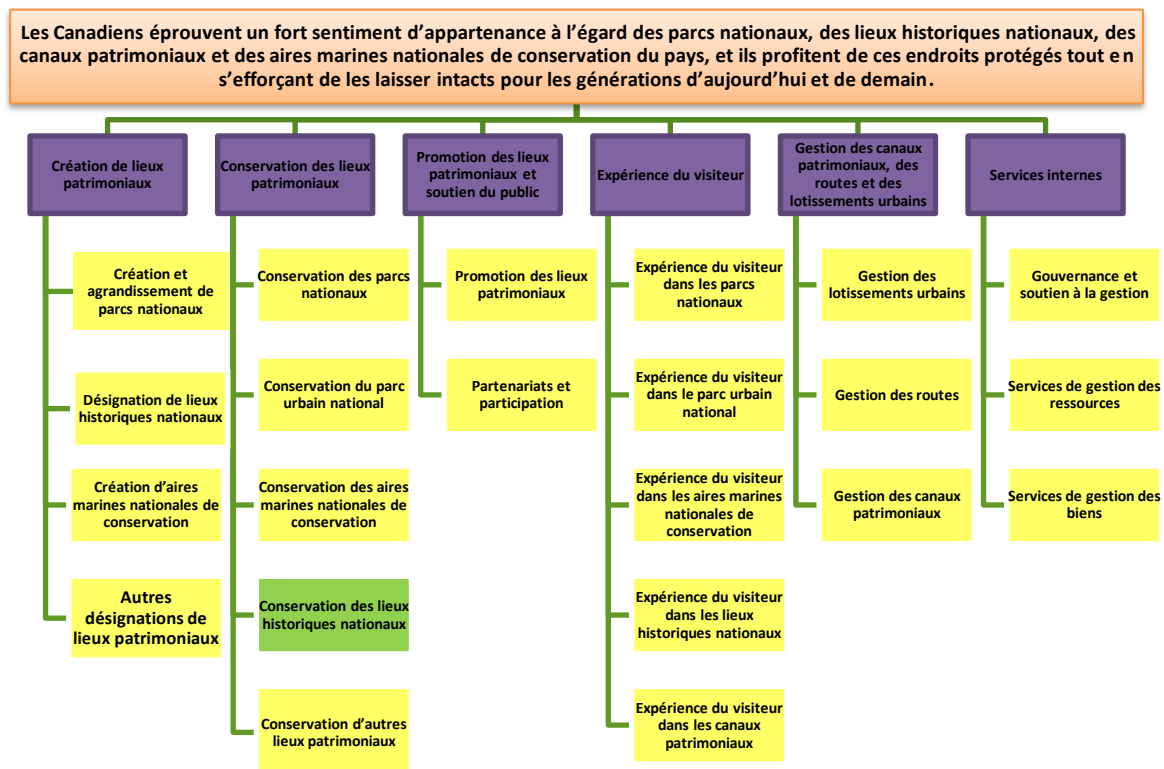 Les Canadiens éprouvent un fort sentiment d'appartenance à l'égard des parcs nationaux, des lieux historiques nationaux, des
canaux patrimoniaux et des aires marines nationales de conservation du pays, et ils profitent de ces endroits protégés tout en
s'efforçant de les laisser intacts pour les générations d'aujourd'hui et de demain.
Création de lieux
patrimoniaux
Création et
agrandissement de
parcs nationaux
Désignation de lieux
historiques nationaux
Création d'aires
marines nationales de
conservation
Autres
désignations de
lieux patrimoniaux
Conservation des lieux
patrimoniaux
Conservation des parcs
nationaux
Conservation du parc
urbain national
Conservation des aires
marines nationales de
conservation
Conservation des lieux
historiques nationaux
Conservation d'autres
lieux patrimoniaux
Promotion des lieux
patrimoniaux et
soutien du public
Promotion des lieux
patrimoniaux
Partenariats et
participation
Expérience du visiteur
Expérience du visiteur
dans les parcs
nationaux
Expérience du visiteur
dans le parc urbain
national
Expérience du visiteur
dans les aires marines
nationales de
conservation
Expérience du visiteur
dans les lieux
historiques nationaux
Expérience du visiteur
dans les canaux
patrimoniaux
Gestion des canaux
patrimoniaux, des
routes et des
lotissements urbains
Gestion des
lotissements urbains
Gestion des routes
Gestion des canaux
patrimoniaux
Services internes
Gouvernance et
soutien à la gestion
Services de gestion des
ressources
Services de gestion des
biens